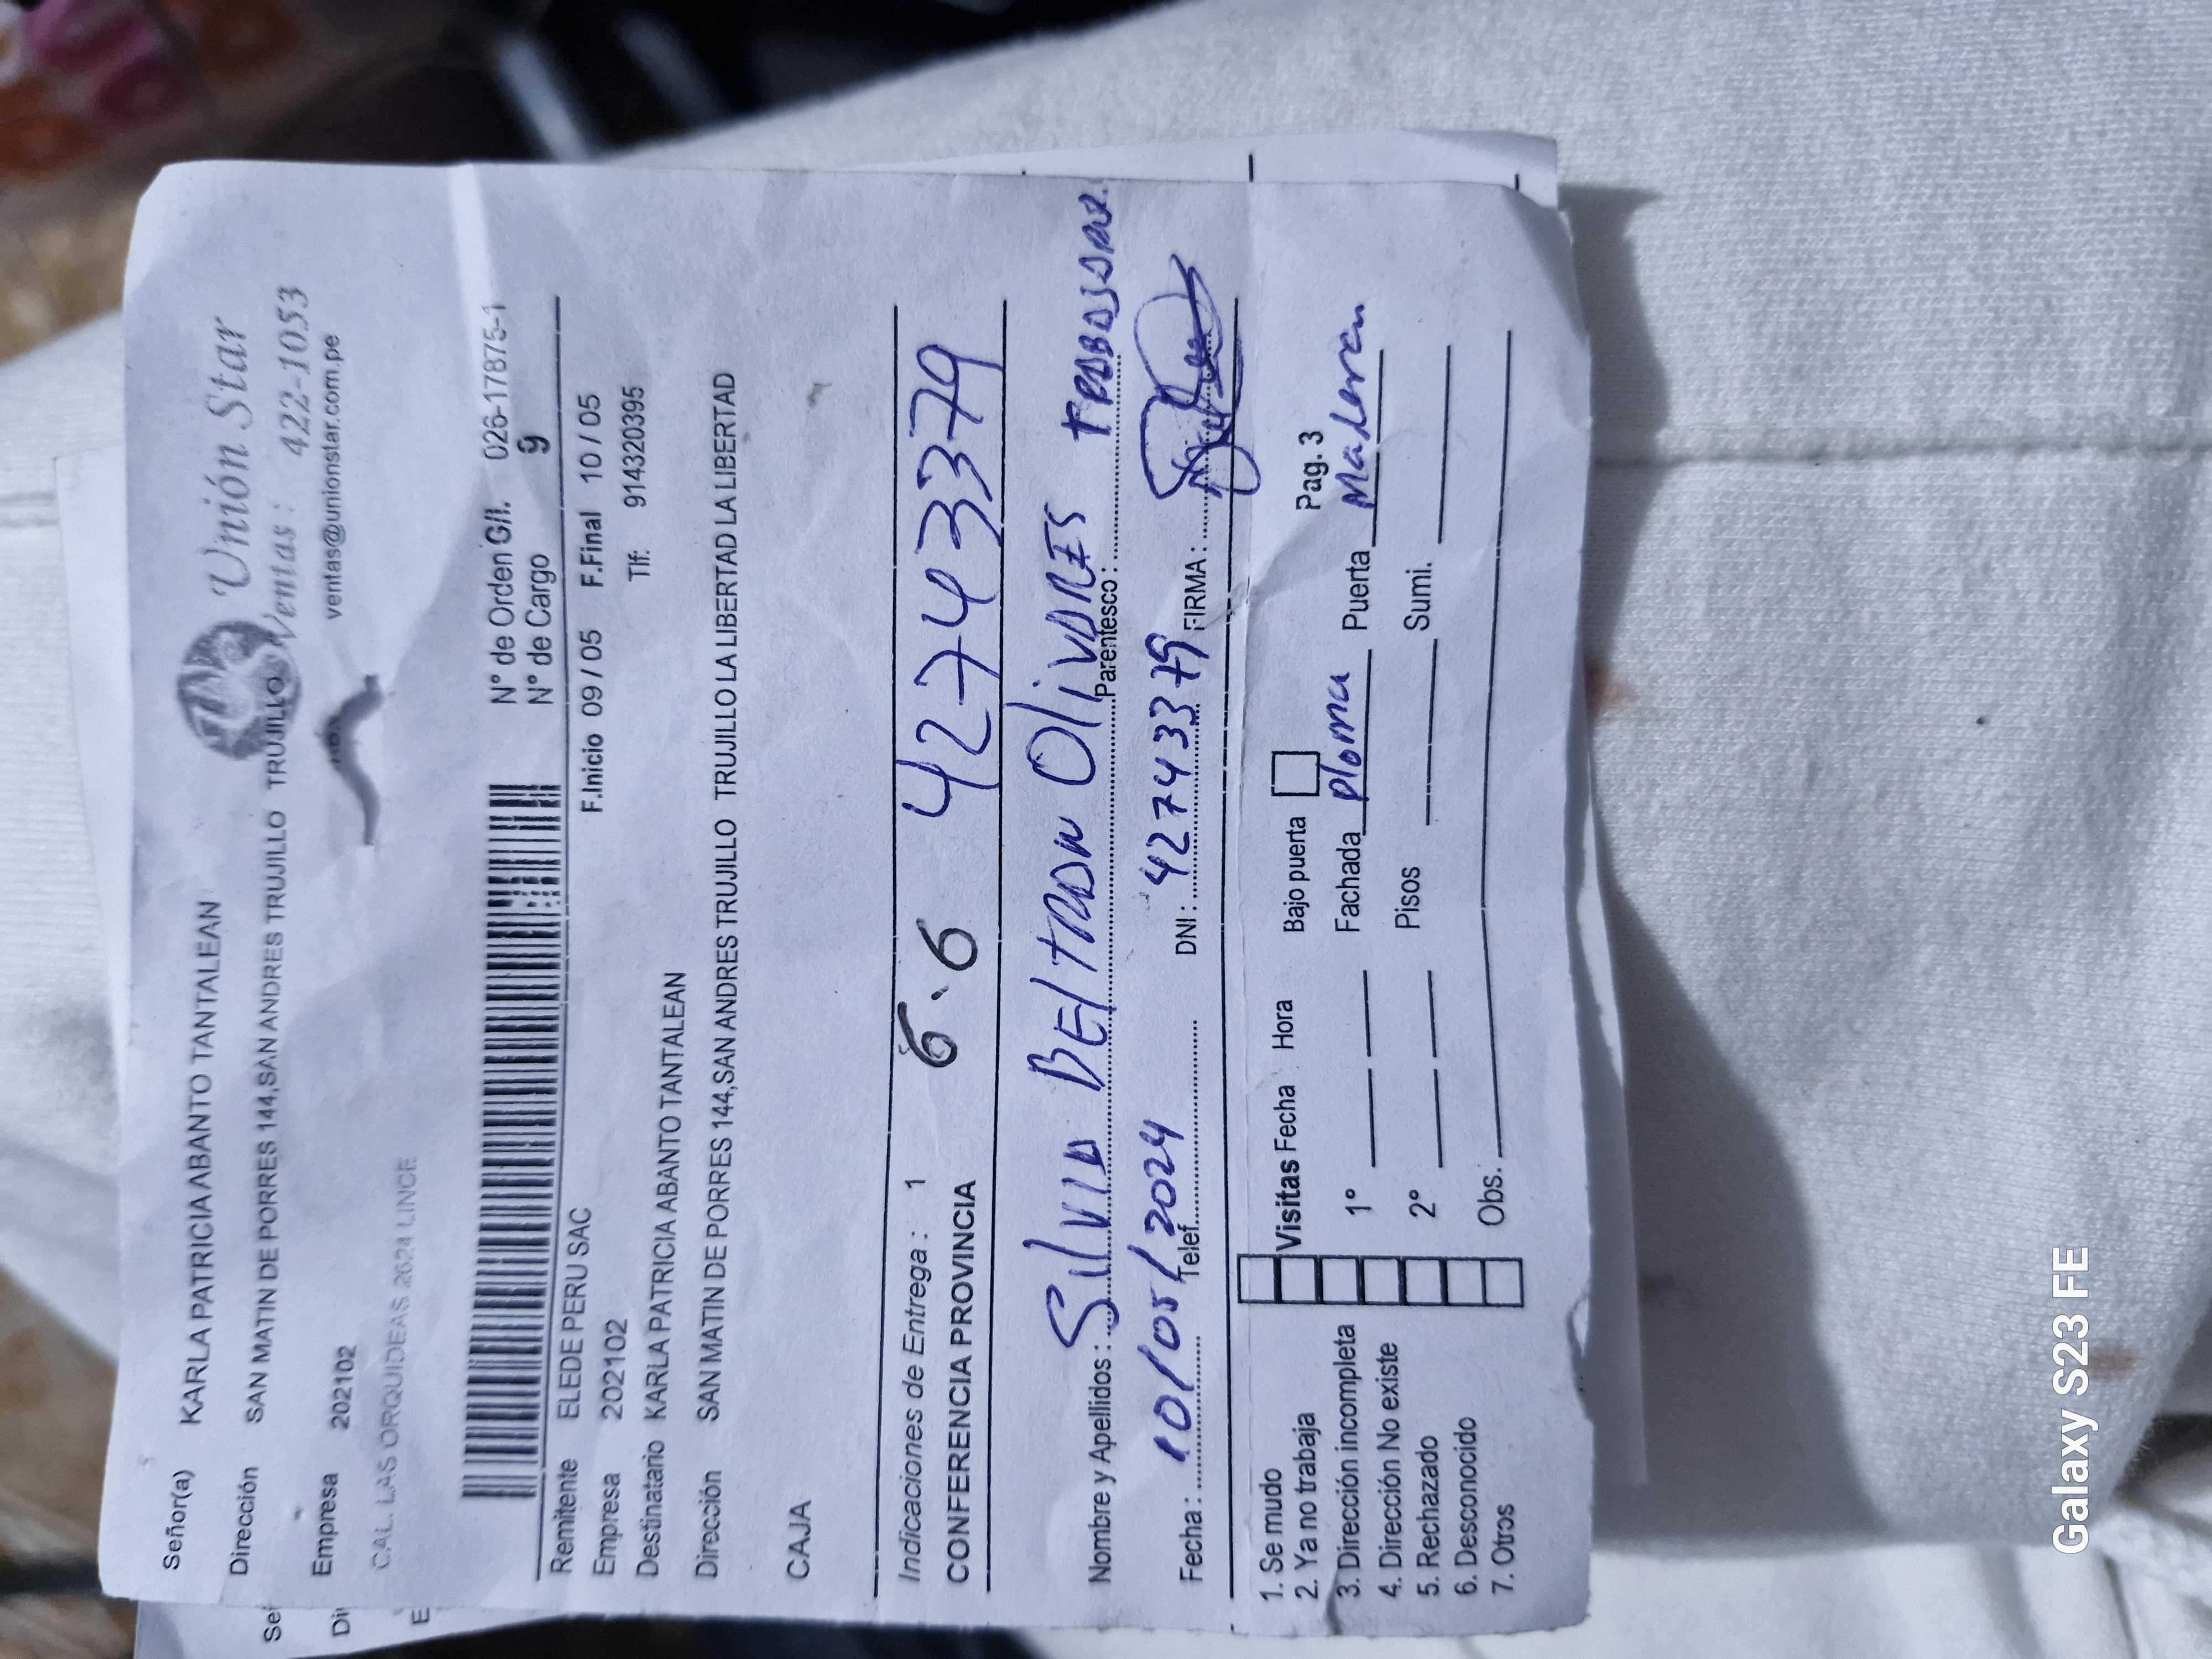 Unión Star
Ventas : 422-1053
ventas@unionstar.com.pe
Señor(a) KARLA PATRICIA ABANTO TANTALEAN
Dirección SAN MATIN DE PORRES 144,SAN ANDRES TRUJILLO TRUJILLO
Empresa 202102
CAL. LAS ORQUIDEAS 2624 LINCE
N° de Orden G/I. 026-17875-1
N° de Cargo 9
Remitente ELEDE PERU SAC F.Inicio 09 / 05 F.Final 10 / 05
Empresa 202102 Tlf: 914320395
Destinatario KARLA PATRICIA ABANTO TANTALEAN
Dirección SAN MATIN DE PORRES 144,SAN ANDRES TRUJILLO TRUJILLO LA LIBERTAD LA LIBERTAD
CAJA
Indicaciones de Entrega : 1 6.6 42743379
CONFERENCIA PROVINCIA
Nombre y Apellidos : Silvia Beltran Olivares Parentesco :
Fecha : 10/05/2024 Telef. DNI : 42743379 FIRMA :
1. Se mudo Visitas Fecha Hora Bajo puerta Pag. 3
2. Ya no trabaja
3. Dirección incompleta 1° Fachada ploma Puerta Madera
4. Dirección No existe
5. Rechazado 2° Pisos Sumi.
6. Desconocido
7. Otros Obs.
Galaxy S23 FE